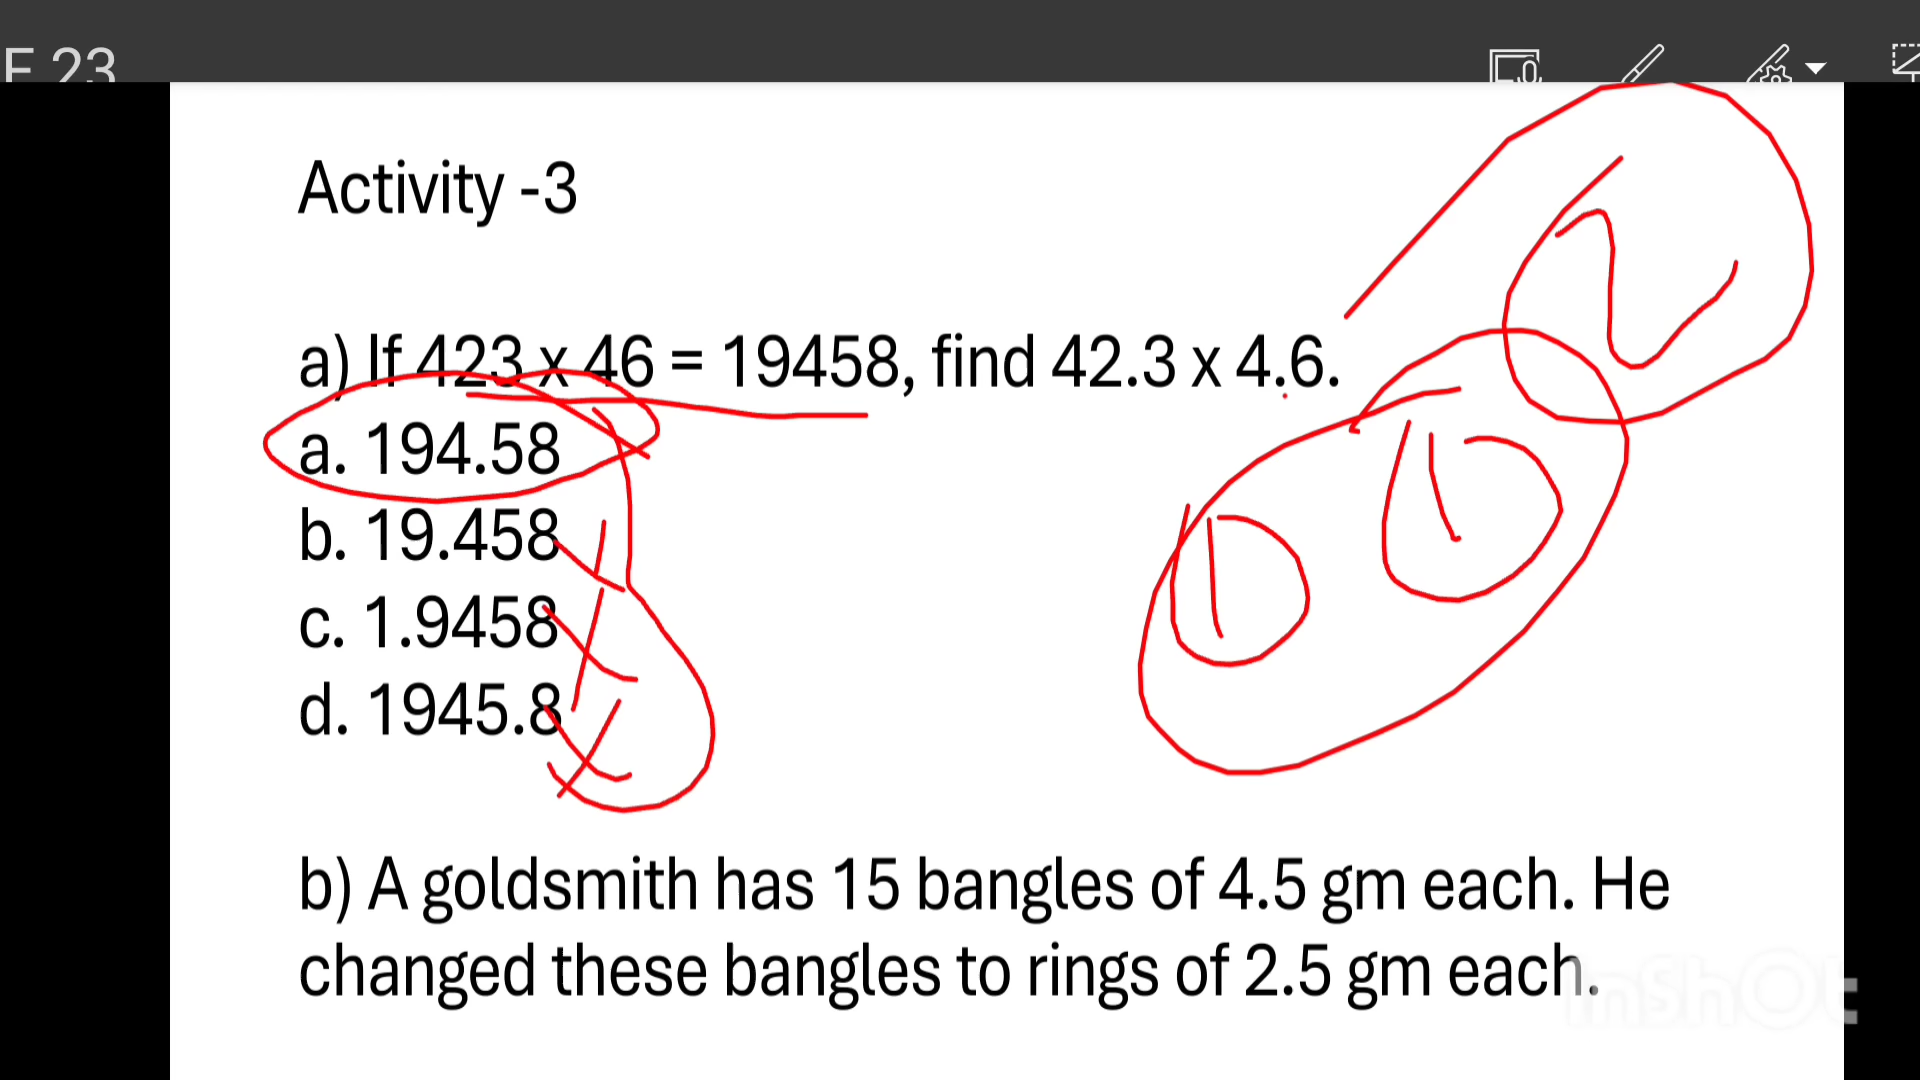 E 23
Activity -3
a) If 423 x 46 = 19458, find 42.3 x 4.6.
a. 194.58
b. 19.458
c. 1.9458
d. 1945.8
b) A goldsmith has 15 bangles of 4.5 gm each. He
changed these bangles to rings of 2.5 gm each.
InShOt